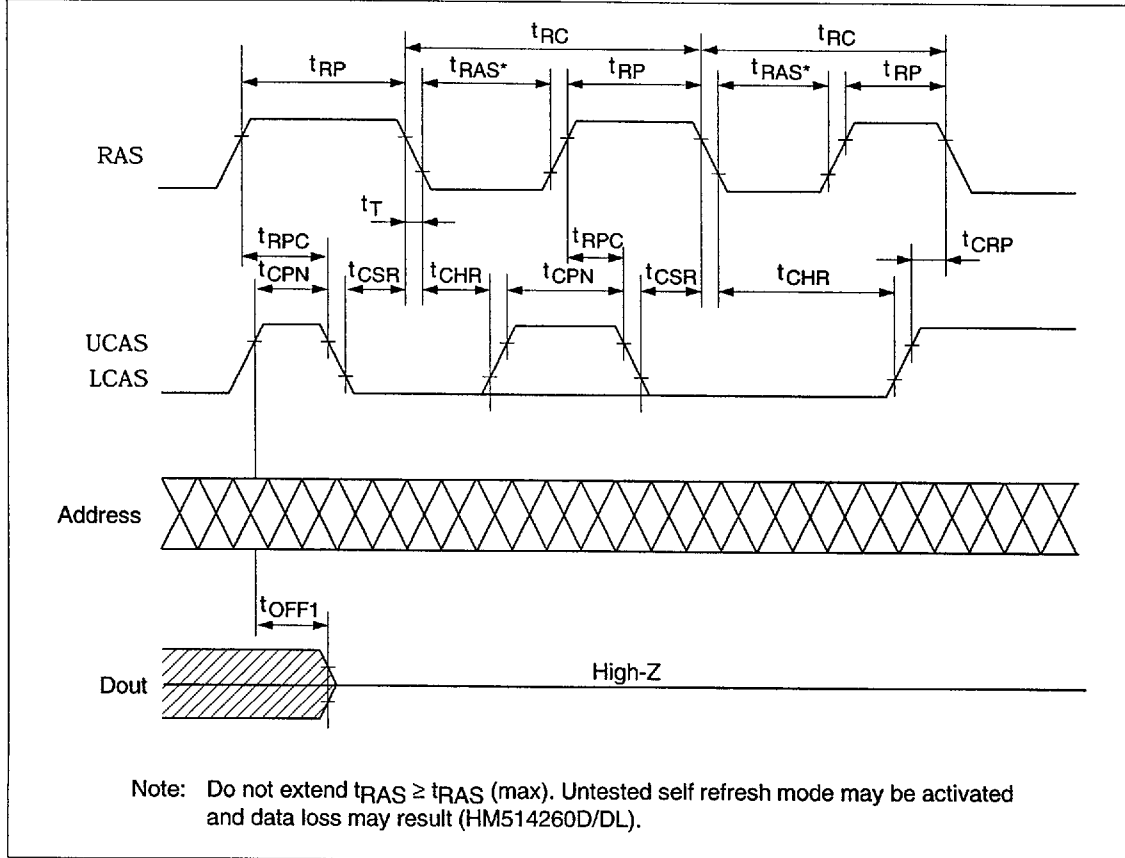 tRC tRC
tRP tRAS* tRP tRAS* tRP
RAS
tT
tRPC tRPC tCRP
tCPN tCSR tCHR tCPN tCSR tCHR
UCAS
LCAS
Address
tOFF1
High-Z
Dout
Note: Do not extend tRAS ≥ tRAS (max). Untested self refresh mode may be activated
and data loss may result (HM514260D/DL).